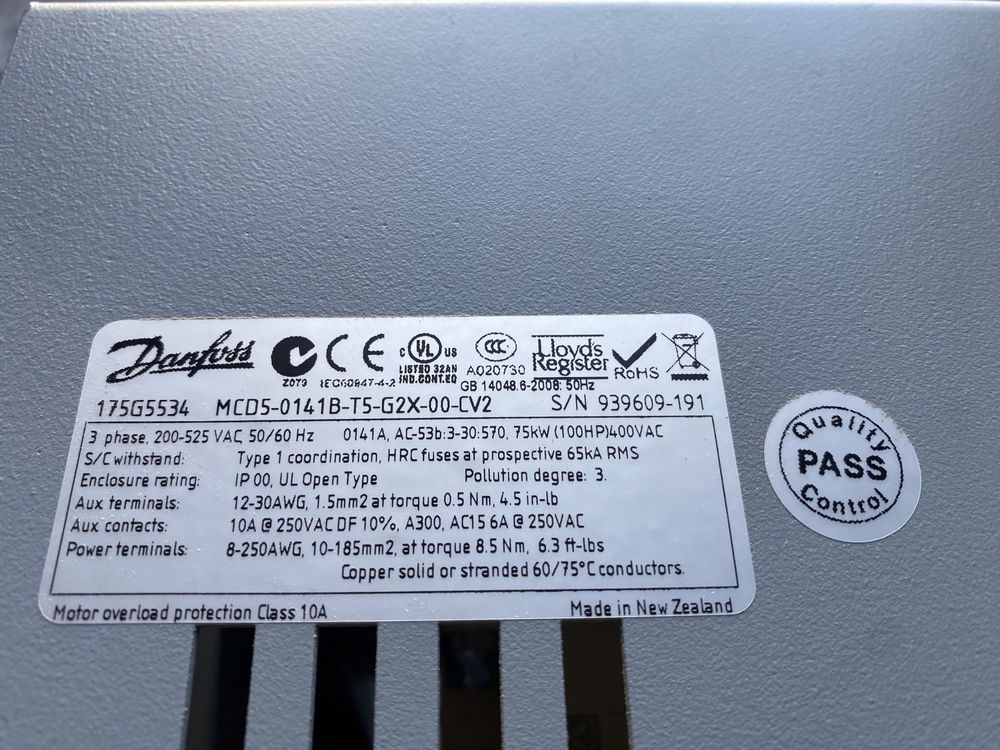 Danfoss
Z079
IEC60947-4-2
C UL US
LISTED 32AN
IND.CONT.EQ
CCC
A020730
GB 14048.6-2008: 50Hz
Lloyd's
Register
RoHS
175G5534 MCD5-0141B-T5-G2X-00-CV2 S/N 939609-191
3 phase, 200-525 VAC, 50/60 Hz 0141A, AC-53b:3-30:570, 75kW (100HP)400VAC
S/C withstand: Type 1 coordination, HRC fuses at prospective 65kA RMS
Enclosure rating: IP 00, UL Open Type Pollution degree: 3.
Aux terminals: 12-30AWG, 1.5mm2 at torque 0.5 Nm, 4.5 in-lb
Aux contacts: 10A @ 250VAC DF 10%, A300, AC15 6A @ 250VAC
Power terminals: 8-250AWG, 10-185mm2, at torque 8.5 Nm, 6.3 ft-lbs
Copper solid or stranded 60/75°C conductors.
Motor overload protection Class 10A Made in New Zealand
Quality
PASS
Control